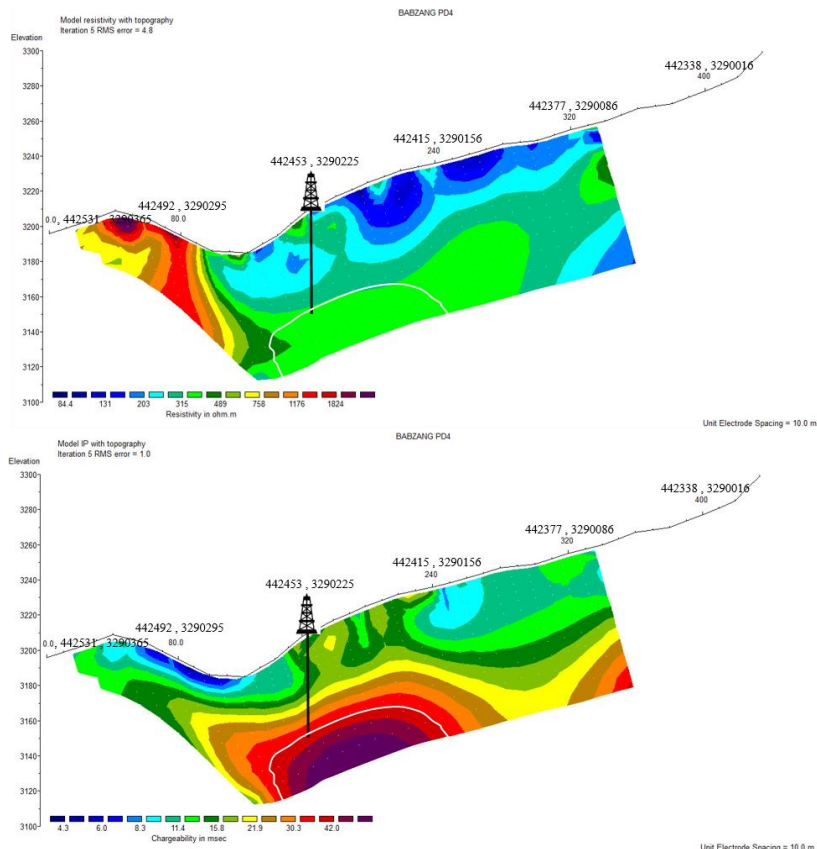 BABZANG PD4
Model resistivity with topography
Iteration 5 RMS error = 4.8
Elevation
3300
3280
3260
3240
3220
3200
3180
3160
3140
3120
3100
442338 , 3290016
400
442377 , 3290086
320
442415 , 3290156
240
442453 , 3290225
442492 , 3290295
80.0
0.0, 442531 3290365
84.4 131 203 315 489 758 1176 1824
Resistivity in ohm.m
Unit Electrode Spacing = 10.0 m
BABZANG PD4
Model IP with topography
Iteration 5 RMS error = 1.0
Elevation
3300
3280
3260
3240
3220
3200
3180
3160
3140
3120
3100
442338 , 3290016
400
442377 , 3290086
320
442415 , 3290156
240
442453 , 3290225
442492 , 3290295
80.0
0.0, 442531 3290365
4.3 6.0 8.3 11.4 15.8 21.9 30.3 42.0
Chargeability in msec
Unit Electrode Spacing = 10.0 m